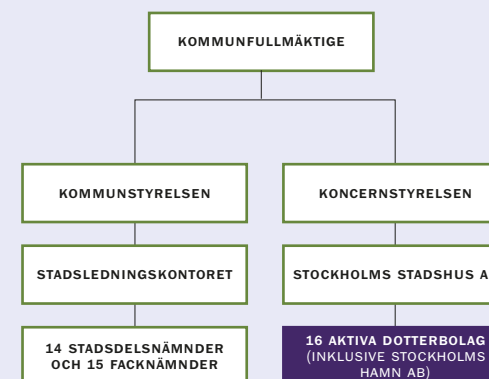 KOMMUNFULLMÄKTIGE
KOMMUNSTYRELSEN
KONCERNSTYRELSEN
STADSLEDNINGSKONTORET
STOCKHOLMS STADSHUS A
14 STADSDELSNÄMNDER
OCH 15 FACKNÄMNDER
16 AKTIVA DOTTERBOLAG
(INKLUSIVE STOCKHOLMS
HAMN AB)